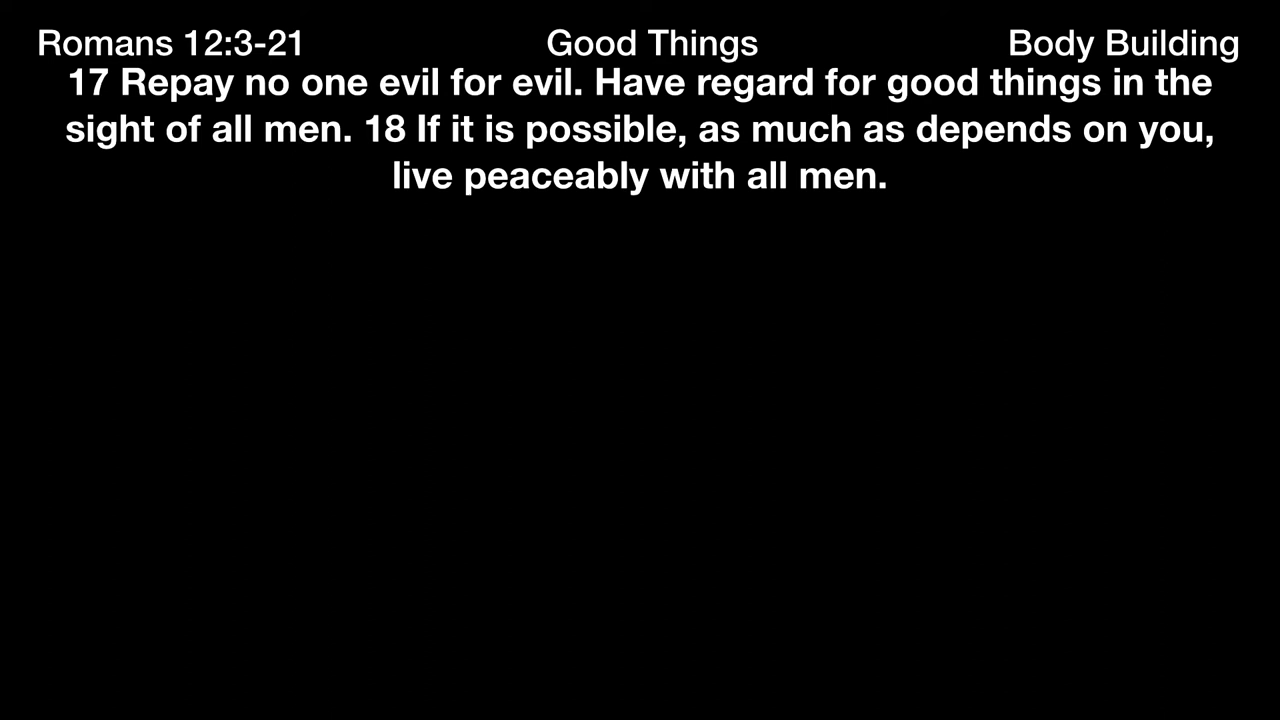 Romans 12:3-21 Good Things Body Building
17 Repay no one evil for evil. Have regard for good things in the
sight of all men. 18 If it is possible, as much as depends on you,
live peaceably with all men.